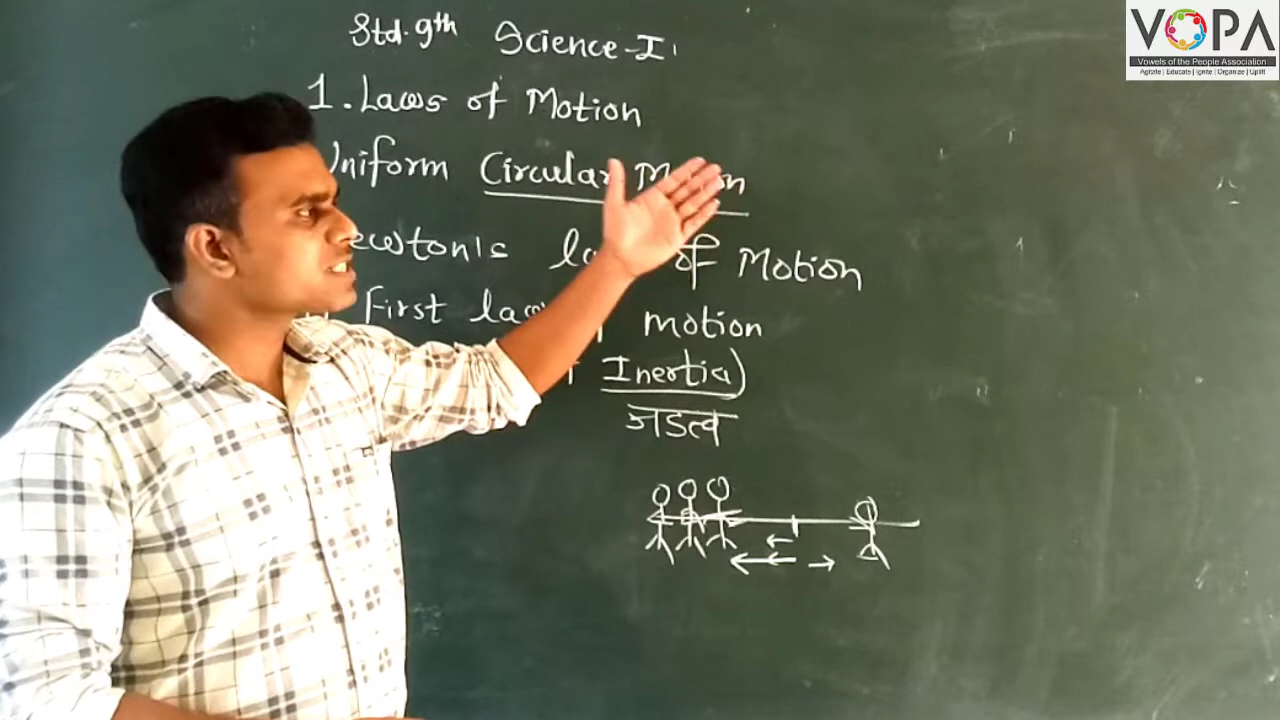 VOPA
Vowels of the People Association
Agitate | Educate | Ignite | Organize | Uplift
Std. 9th Science-I
1. Laws of Motion
Uniform Circular Motion
Newton's law of Motion
First law motion
Inertia)
जडत्व